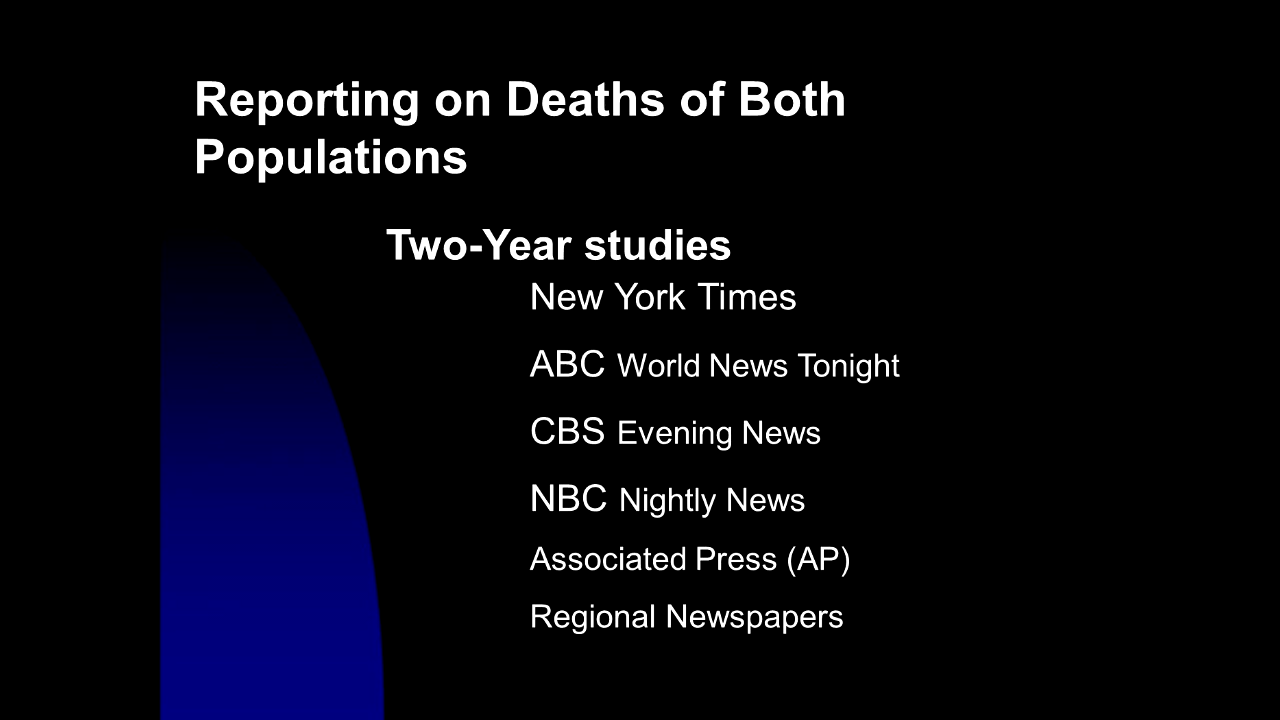 Reporting on Deaths of Both
Populations
Two-Year studies
New York Times
ABC World News Tonight
CBS Evening News
NBC Nightly News
Associated Press (AP)
Regional Newspapers